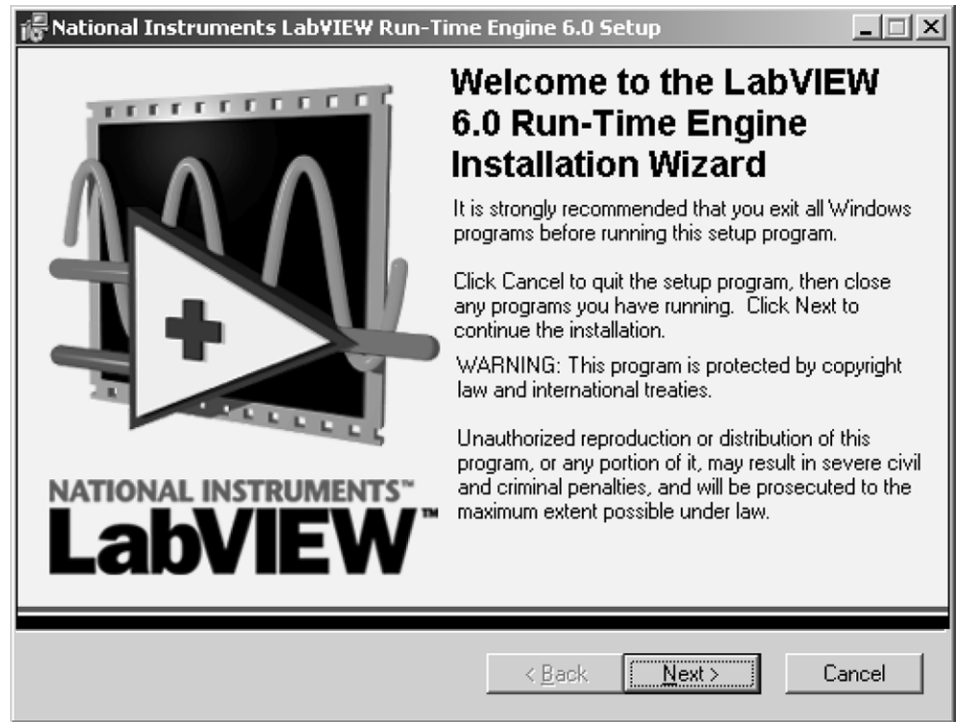 National Instruments LabVIEW Run-Time Engine 6.0 Setup
Welcome to the LabVIEW
6.0 Run-Time Engine
Installation Wizard
It is strongly recommended that you exit all Windows
programs before running this setup program.
Click Cancel to quit the setup program, then close
any programs you have running. Click Next to
continue the installation.
WARNING: This program is protected by copyright
law and international treaties.
Unauthorized reproduction or distribution of this
program, or any portion of it, may result in severe civil
and criminal penalties, and will be prosecuted to the
maximum extent possible under law.
NATIONAL INSTRUMENTS™
LabVIEW™
< Back
Next >
Cancel